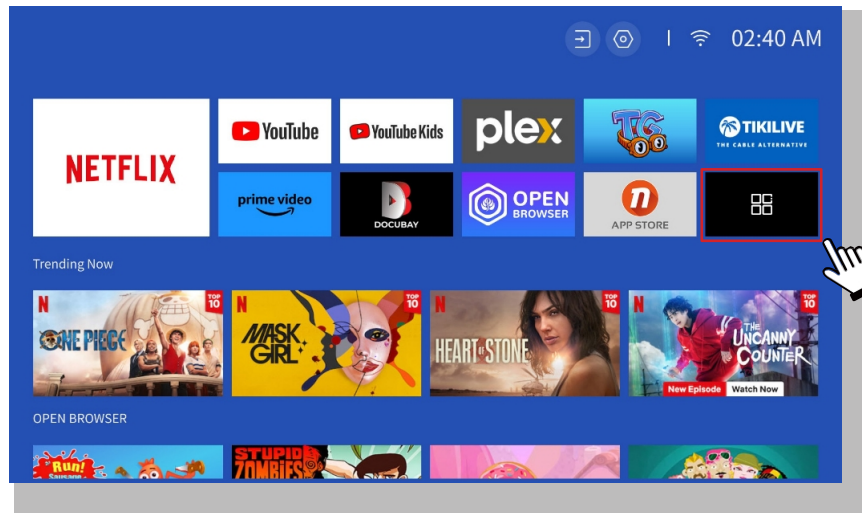 02:40 AM
NETFLIX
YouTube
YouTube Kids
plex
TG
TIKILIVE
THE CABLE ALTERNATIVE
prime video
DOCUBAY
OPEN
BROWSER
n
APP STORE
Trending Now
N
TOP
10
ONE PIECE
N
TOP
10
MASK
GIRL
N
TOP
10
HEART OF STONE
N
TOP
10
THE
UNCANNY
COUNTER
New Episode
Watch Now
OPEN BROWSER
Run!
Sausage
STUPID
ZOMBIES